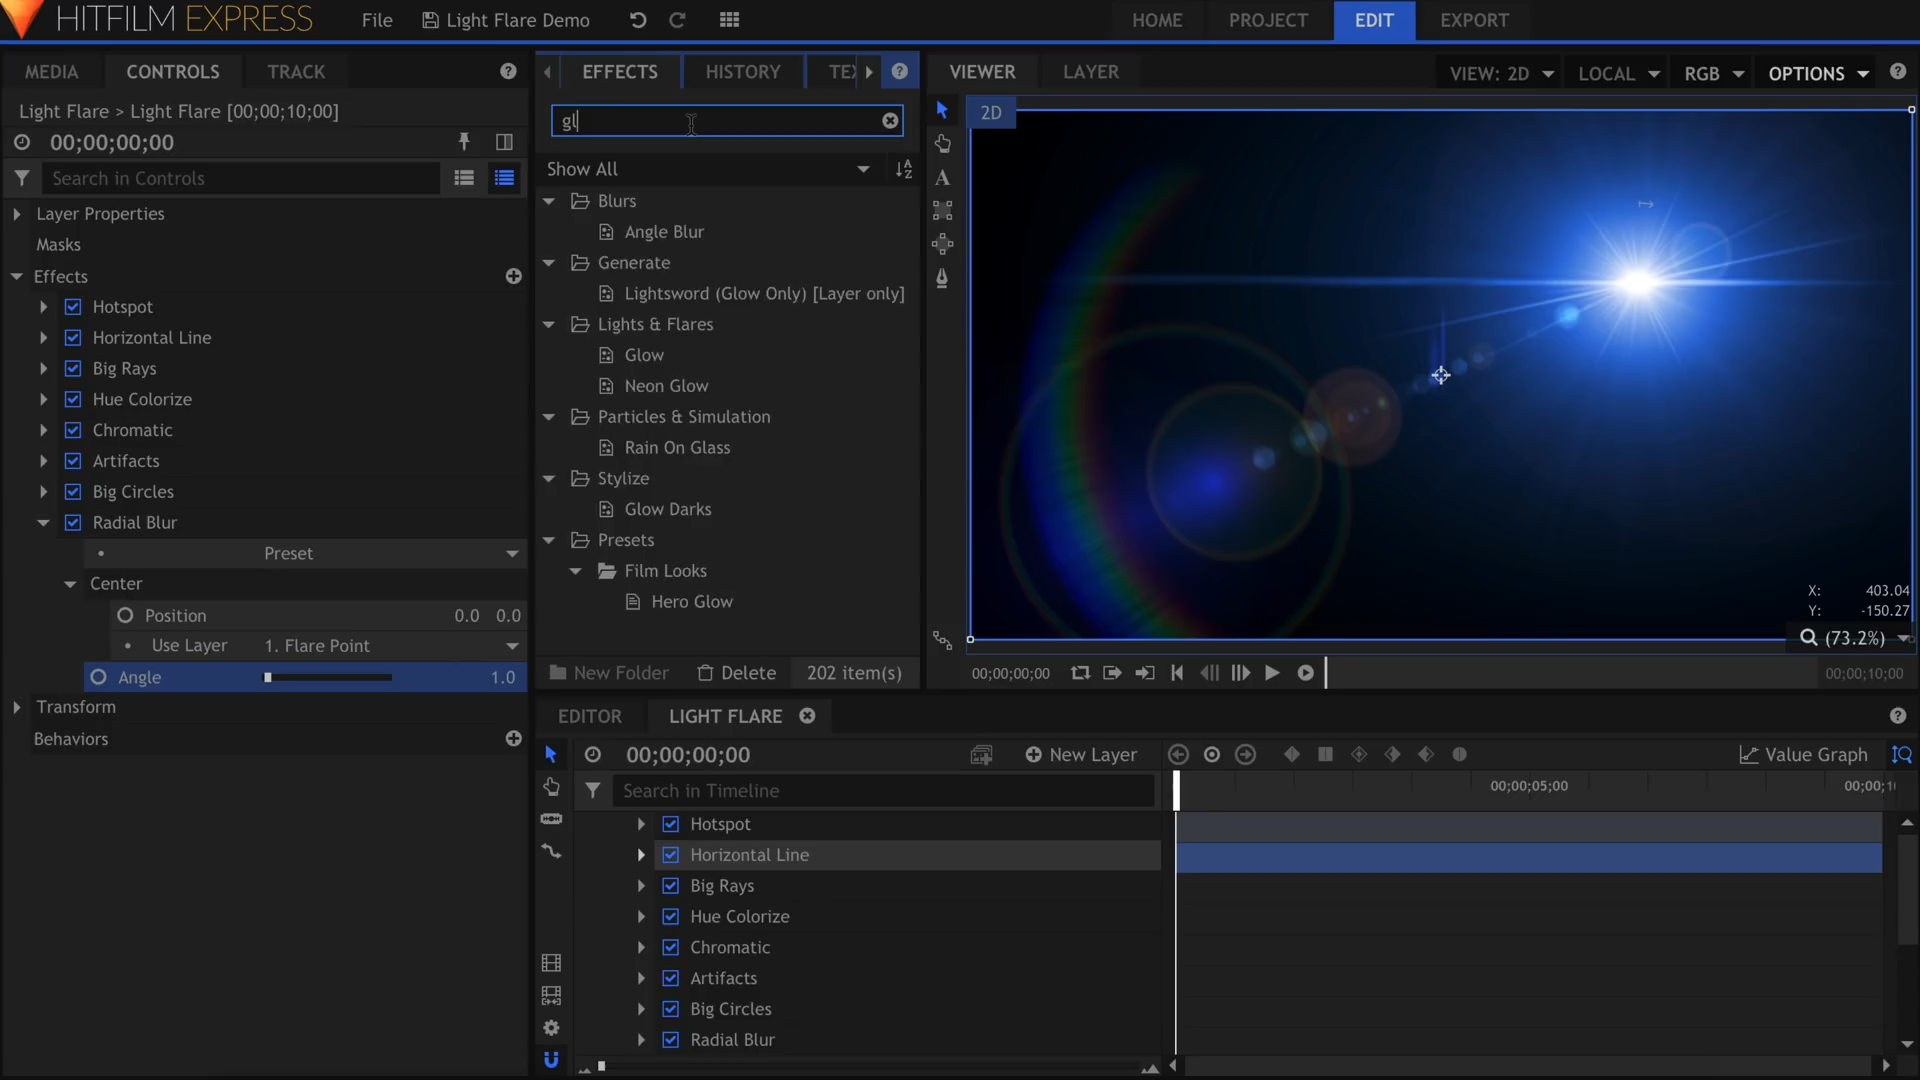 HITFILM EXPRESS
File
Light Flare Demo
HOME
PROJECT
EDIT
EXPORT
MEDIA
CONTROLS
TRACK
Light Flare > Light Flare [00;00;10;00]
00;00;00;00
Search in Controls
Layer Properties
Masks
Effects
Hotspot
Horizontal Line
Big Rays
Hue Colorize
Chromatic
Artifacts
Big Circles
Radial Blur
Preset
Center
Position 0.0 0.0
Use Layer 1. Flare Point
Angle 1.0
Transform
Behaviors
EFFECTS
HISTORY
TEX
gl
Show All
Blurs
Angle Blur
Generate
Lightsword (Glow Only) [Layer only]
Lights & Flares
Glow
Neon Glow
Particles & Simulation
Rain On Glass
Stylize
Glow Darks
Presets
Film Looks
Hero Glow
New Folder
Delete
202 item(s)
VIEWER
LAYER
VIEW: 2D
LOCAL
RGB
OPTIONS
2D
A
X: 403.04
Y: -150.27
(73.2%)
00;00;00;00
00;00;10;00
EDITOR
LIGHT FLARE
00;00;00;00
New Layer
Value Graph
Search in Timeline
00;00;05;00
00;00;1
Hotspot
Horizontal Line
Big Rays
Hue Colorize
Chromatic
Artifacts
Big Circles
Radial Blur